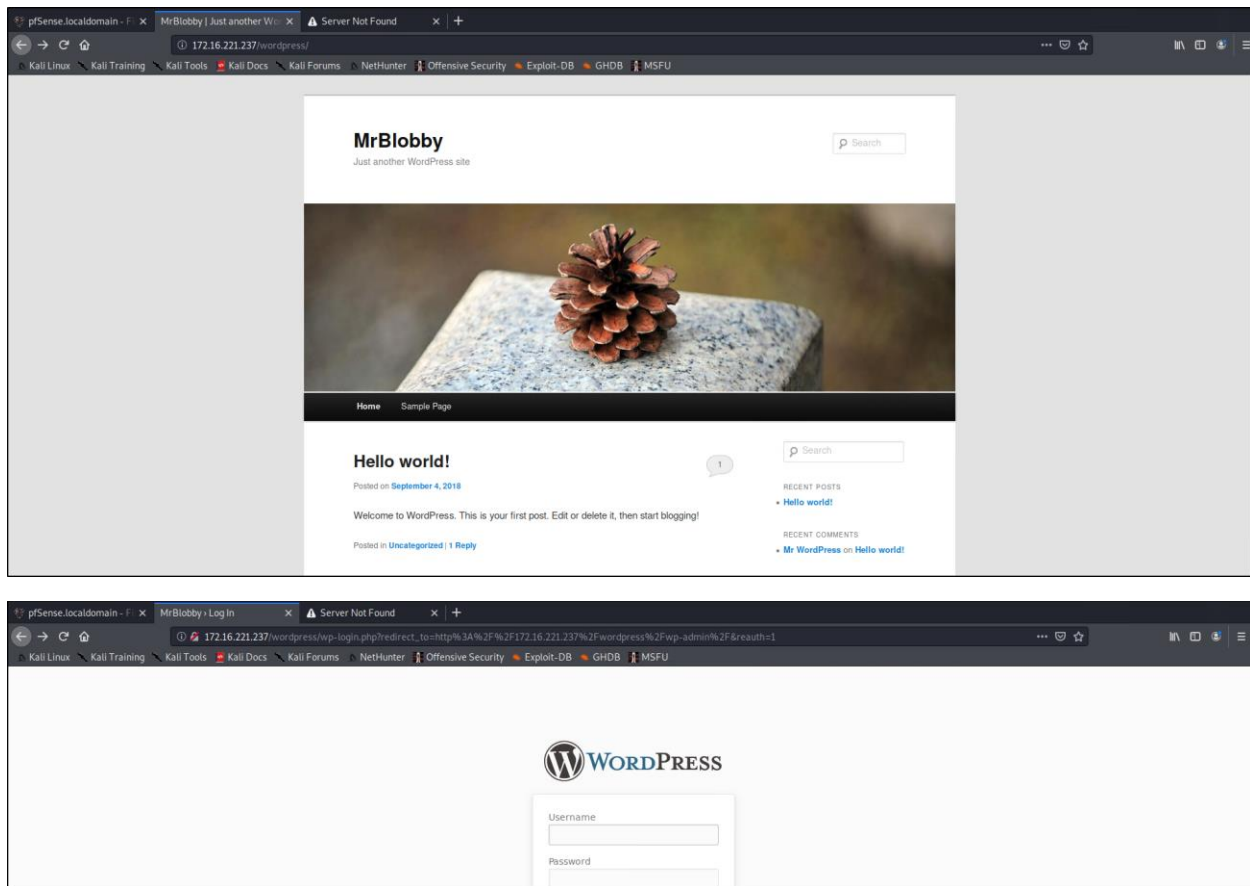 pfSense.localdomain - F
MrBlobby | Just another Wo
Server Not Found
172.16.221.237/wordpress/
Kali Linux Kali Training Kali Tools Kali Docs Kali Forums NetHunter Offensive Security Exploit-DB GHDB MSFU
MrBlobby
Just another WordPress site
Search
Home Sample Page
Hello world!
1
Posted on September 4, 2018
Welcome to WordPress. This is your first post. Edit or delete it, then start blogging!
Posted in Uncategorized | 1 Reply
Search
RECENT POSTS
Hello world!
RECENT COMMENTS
Mr WordPress on Hello world!
pfSense.localdomain - F
MrBlobby › Log In
Server Not Found
172.16.221.237/wordpress/wp-login.php?redirect_to=http%3A%2F%2F172.16.221.237%2Fwordpress%2Fwp-admin%2F&reauth=1
Kali Linux Kali Training Kali Tools Kali Docs Kali Forums NetHunter Offensive Security Exploit-DB GHDB MSFU
WORDPRESS
Username
Password